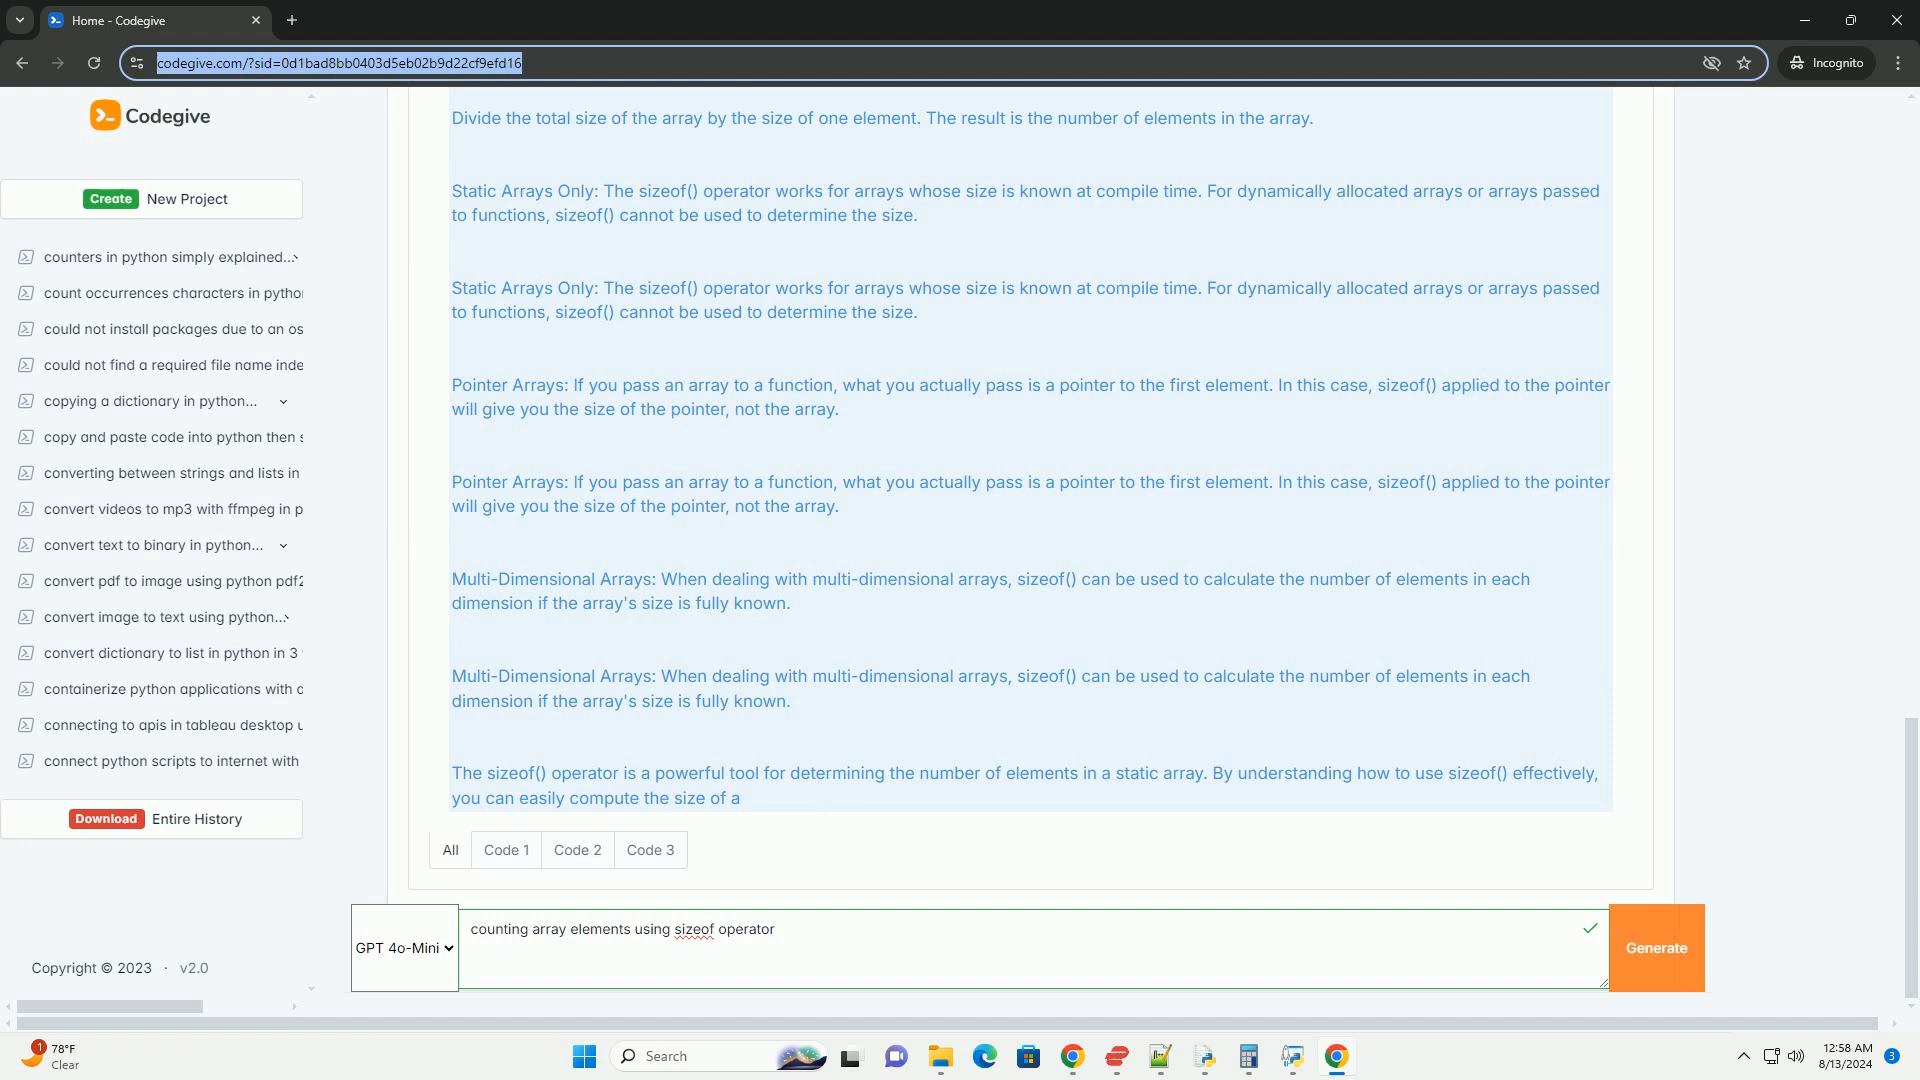 Home - Codegive
codegive.com/?sid=0d1bad8bb0403d5eb02b9d22cf9efd16
Incognito
Codegive
Create New Project
counters in python simply explained...
count occurrences characters in pytho
could not install packages due to an os
could not find a required file name inde
copying a dictionary in python...
copy and paste code into python then s
converting between strings and lists in
convert videos to mp3 with ffmpeg in p
convert text to binary in python...
convert pdf to image using python pdf2
convert image to text using python...
convert dictionary to list in python in 3
containerize python applications with d
connecting to apis in tableau desktop u
connect python scripts to internet with
Download Entire History
Copyright © 2023 · v2.0
Divide the total size of the array by the size of one element. The result is the number of elements in the array.
Static Arrays Only: The sizeof() operator works for arrays whose size is known at compile time. For dynamically allocated arrays or arrays passed
to functions, sizeof() cannot be used to determine the size.
Static Arrays Only: The sizeof() operator works for arrays whose size is known at compile time. For dynamically allocated arrays or arrays passed
to functions, sizeof() cannot be used to determine the size.
Pointer Arrays: If you pass an array to a function, what you actually pass is a pointer to the first element. In this case, sizeof() applied to the pointer
will give you the size of the pointer, not the array.
Pointer Arrays: If you pass an array to a function, what you actually pass is a pointer to the first element. In this case, sizeof() applied to the pointer
will give you the size of the pointer, not the array.
Multi-Dimensional Arrays: When dealing with multi-dimensional arrays, sizeof() can be used to calculate the number of elements in each
dimension if the array's size is fully known.
Multi-Dimensional Arrays: When dealing with multi-dimensional arrays, sizeof() can be used to calculate the number of elements in each
dimension if the array's size is fully known.
The sizeof() operator is a powerful tool for determining the number of elements in a static array. By understanding how to use sizeof() effectively,
you can easily compute the size of a
All Code 1 Code 2 Code 3
GPT 4o-Mini
counting array elements using sizeof operator
Generate
1
78°F
Clear
Search
12:58 AM
8/13/2024
3